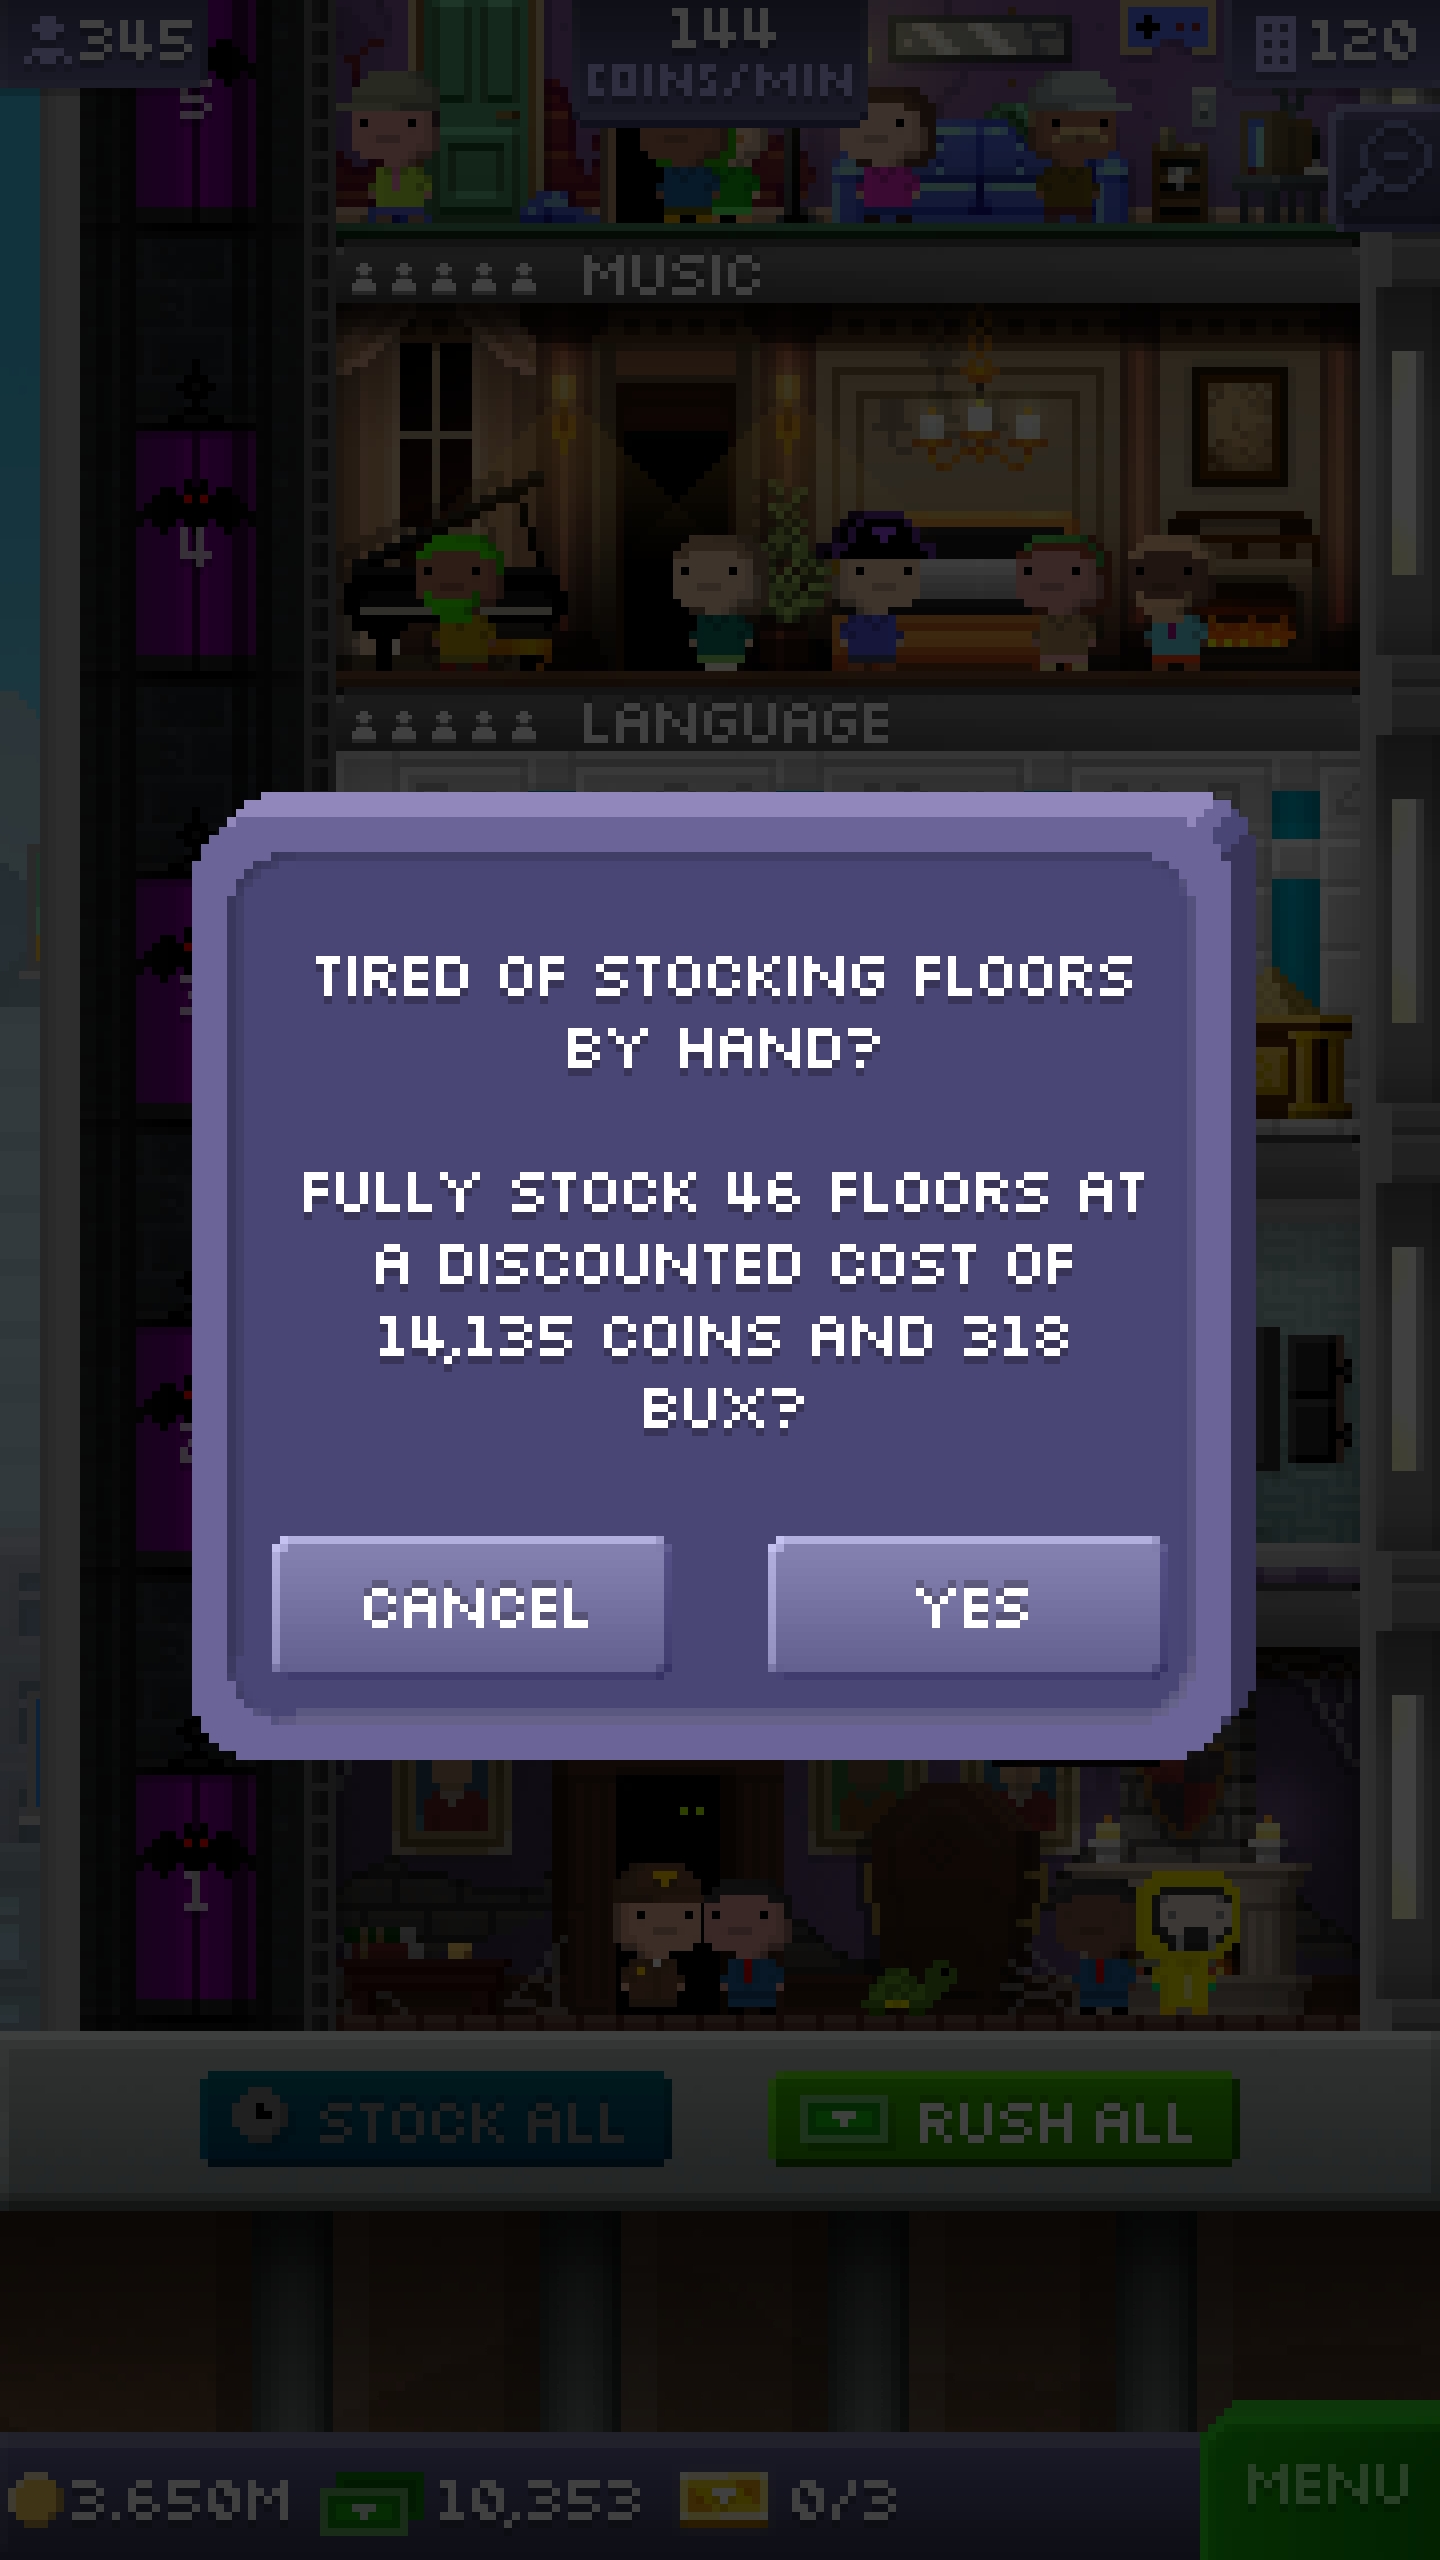 345
144
COINS/MIN
120
5
MUSIC
4
LANGUAGE
TIRED OF STOCKING FLOORS
BY HAND?
FULLY STOCK 46 FLOORS AT
A DISCOUNTED COST OF
14,135 COINS AND 318
BUX?
CANCEL
YES
1
STOCK ALL
RUSH ALL
3.650M
10,353
0/3
MENU